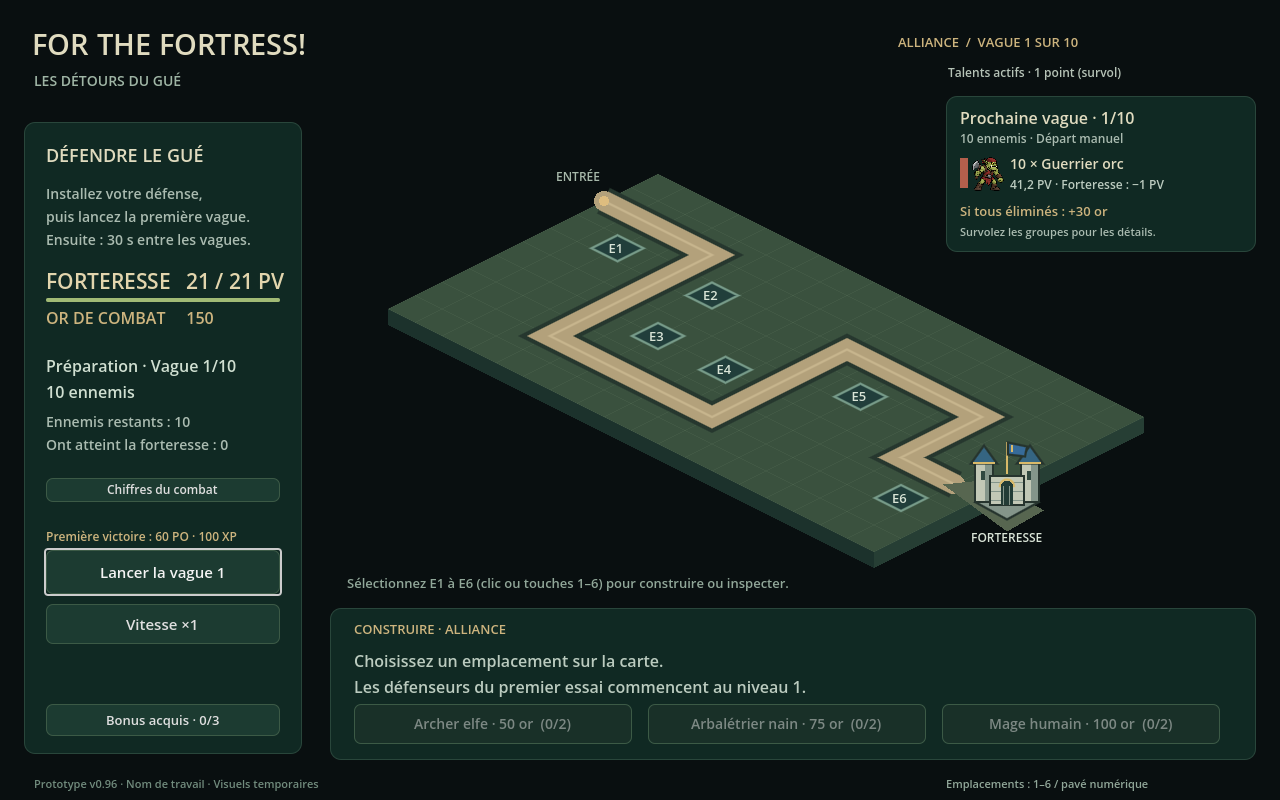 FOR THE FORTRESS!
LES DÉTOURS DU GUÉ
ALLIANCE / VAGUE 1 SUR 10
Talents actifs · 1 point (survol)
Prochaine vague · 1/10
10 ennemis · Départ manuel
10 × Guerrier orc
41,2 PV · Forteresse : −1 PV
Si tous éliminés : +30 or
Survolez les groupes pour les détails.
DÉFENDRE LE GUÉ
Installez votre défense,
puis lancez la première vague.
Ensuite : 30 s entre les vagues.
FORTERESSE 21 / 21 PV
OR DE COMBAT 150
Préparation · Vague 1/10
10 ennemis
Ennemis restants : 10
Ont atteint la forteresse : 0
Chiffres du combat
Première victoire : 60 PO · 100 XP
Lancer la vague 1
Vitesse ×1
Bonus acquis · 0/3
ENTRÉE
E1
E2
E3
E4
E5
E6
FORTERESSE
Sélectionnez E1 à E6 (clic ou touches 1–6) pour construire ou inspecter.
CONSTRUIRE · ALLIANCE
Choisissez un emplacement sur la carte.
Les défenseurs du premier essai commencent au niveau 1.
Archer elfe · 50 or (0/2)
Arbalétrier nain · 75 or (0/2)
Mage humain · 100 or (0/2)
Prototype v0.96 · Nom de travail · Visuels temporaires
Emplacements : 1–6 / pavé numérique